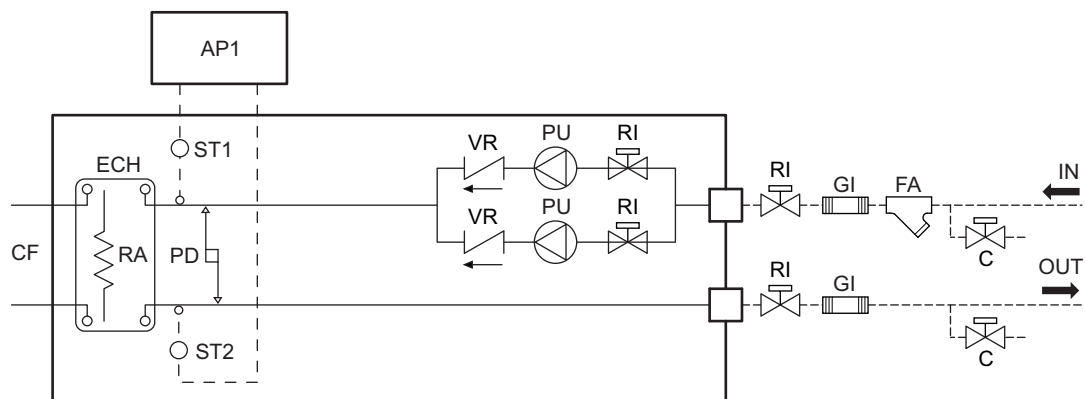 AP1
ST1
VR
PU
RI
ECH
RI
GI
FA
IN
VR
PU
RI
CF
RA
PD
C
RI
GI
OUT
ST2
C